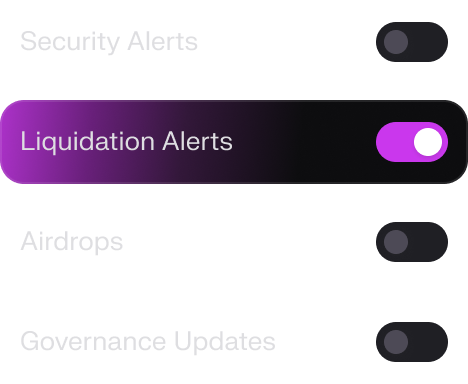 Security Alerts
Liquidation Alerts
Airdrops
Governance Updates